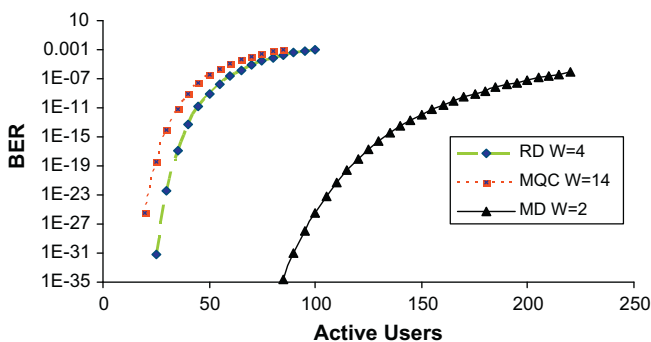 10
0.001
1E-07
1E-11
1E-15
1E-19
1E-23
1E-27
1E-31
1E-35
BER
0 50 100 150 200 250
Active Users
RD W=4
MQC W=14
MD W=2